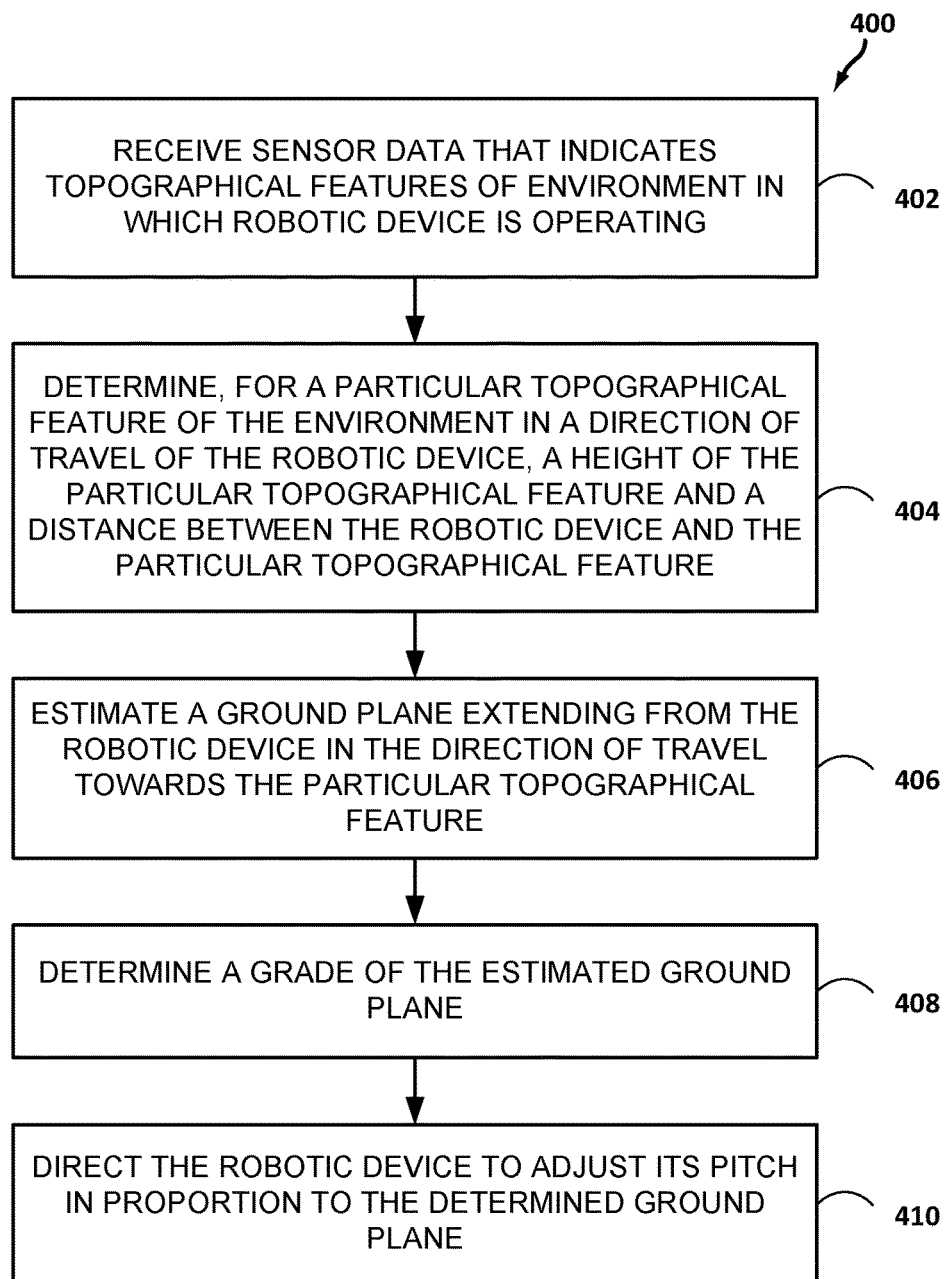 400
RECEIVE SENSOR DATA THAT INDICATES
TOPOGRAPHICAL FEATURES OF ENVIRONMENT IN
WHICH ROBOTIC DEVICE IS OPERATING
402
DETERMINE, FOR A PARTICULAR TOPOGRAPHICAL
FEATURE OF THE ENVIRONMENT IN A DIRECTION OF
TRAVEL OF THE ROBOTIC DEVICE, A HEIGHT OF THE
PARTICULAR TOPOGRAPHICAL FEATURE AND A
DISTANCE BETWEEN THE ROBOTIC DEVICE AND THE
PARTICULAR TOPOGRAPHICAL FEATURE
404
ESTIMATE A GROUND PLANE EXTENDING FROM THE
ROBOTIC DEVICE IN THE DIRECTION OF TRAVEL
TOWARDS THE PARTICULAR TOPOGRAPHICAL
FEATURE
406
DETERMINE A GRADE OF THE ESTIMATED GROUND
PLANE
408
DIRECT THE ROBOTIC DEVICE TO ADJUST ITS PITCH
IN PROPORTION TO THE DETERMINED GROUND
PLANE
410